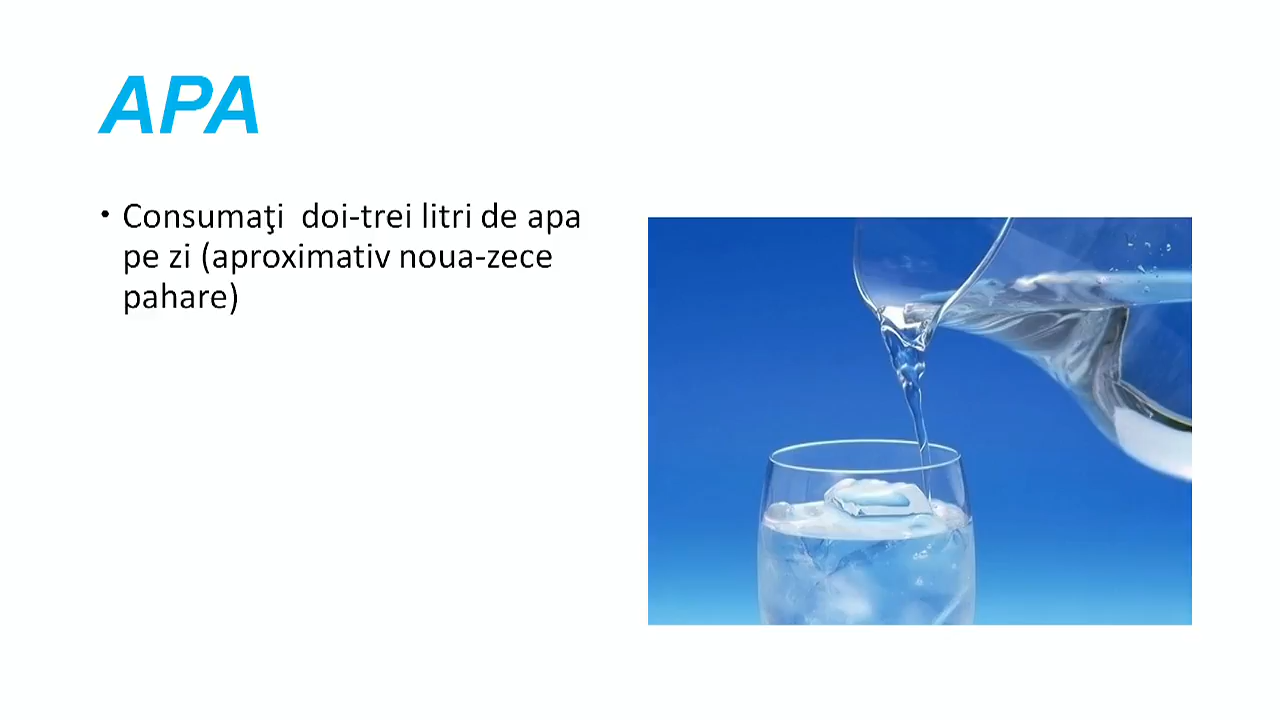 APA
• Consumaţi  doi-trei litri de apa
pe zi (aproximativ noua-zece
pahare)